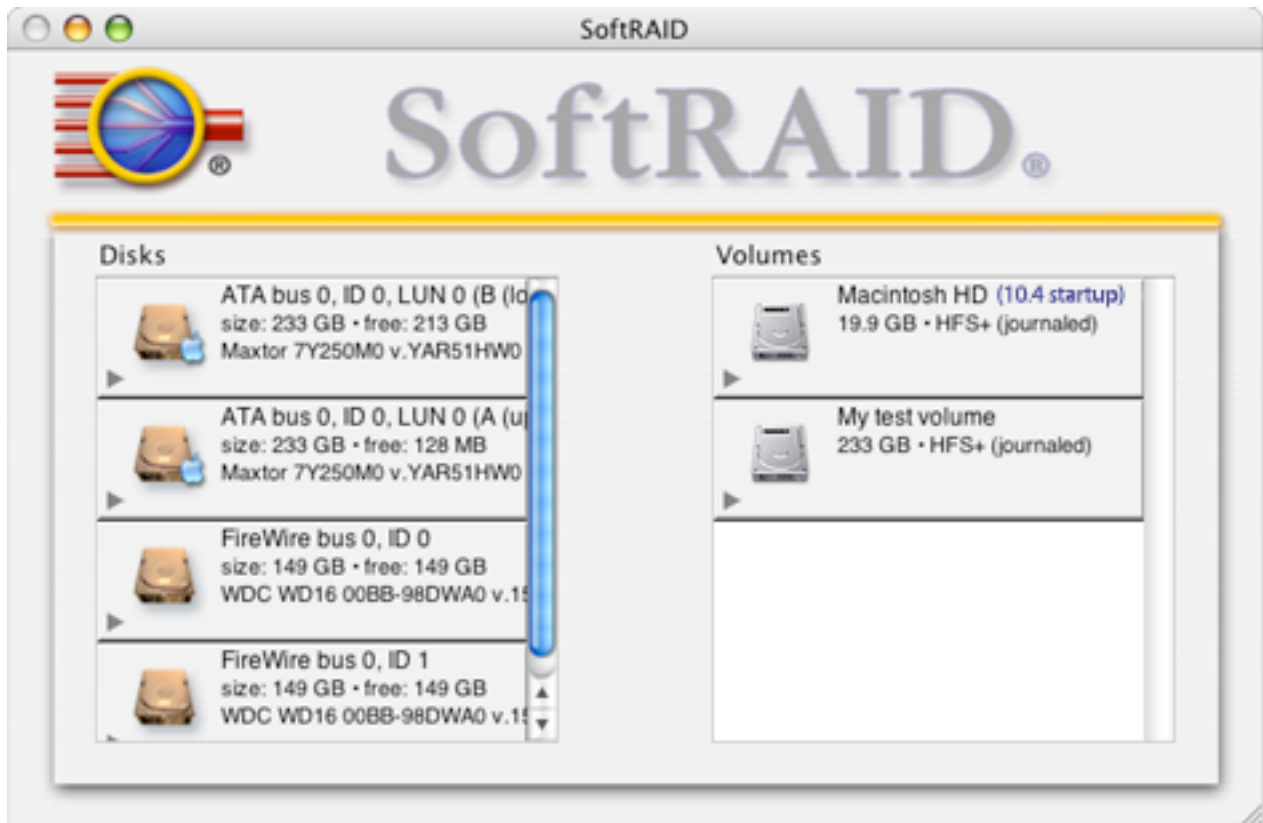 SoftRAID
®
SoftRAID®
Disks
ATA bus 0, ID 0, LUN 0 (B (lo
size: 233 GB • free: 213 GB
Maxtor 7Y250M0 v.YAR51HW0
ATA bus 0, ID 0, LUN 0 (A (up
size: 233 GB • free: 128 MB
Maxtor 7Y250M0 v.YAR51HW0
FireWire bus 0, ID 0
size: 149 GB • free: 149 GB
WDC WD16 00BB-98DWA0 v.15
FireWire bus 0, ID 1
size: 149 GB • free: 149 GB
WDC WD16 00BB-98DWA0 v.15
Volumes
Macintosh HD (10.4 startup)
19.9 GB • HFS+ (journaled)
My test volume
233 GB • HFS+ (journaled)